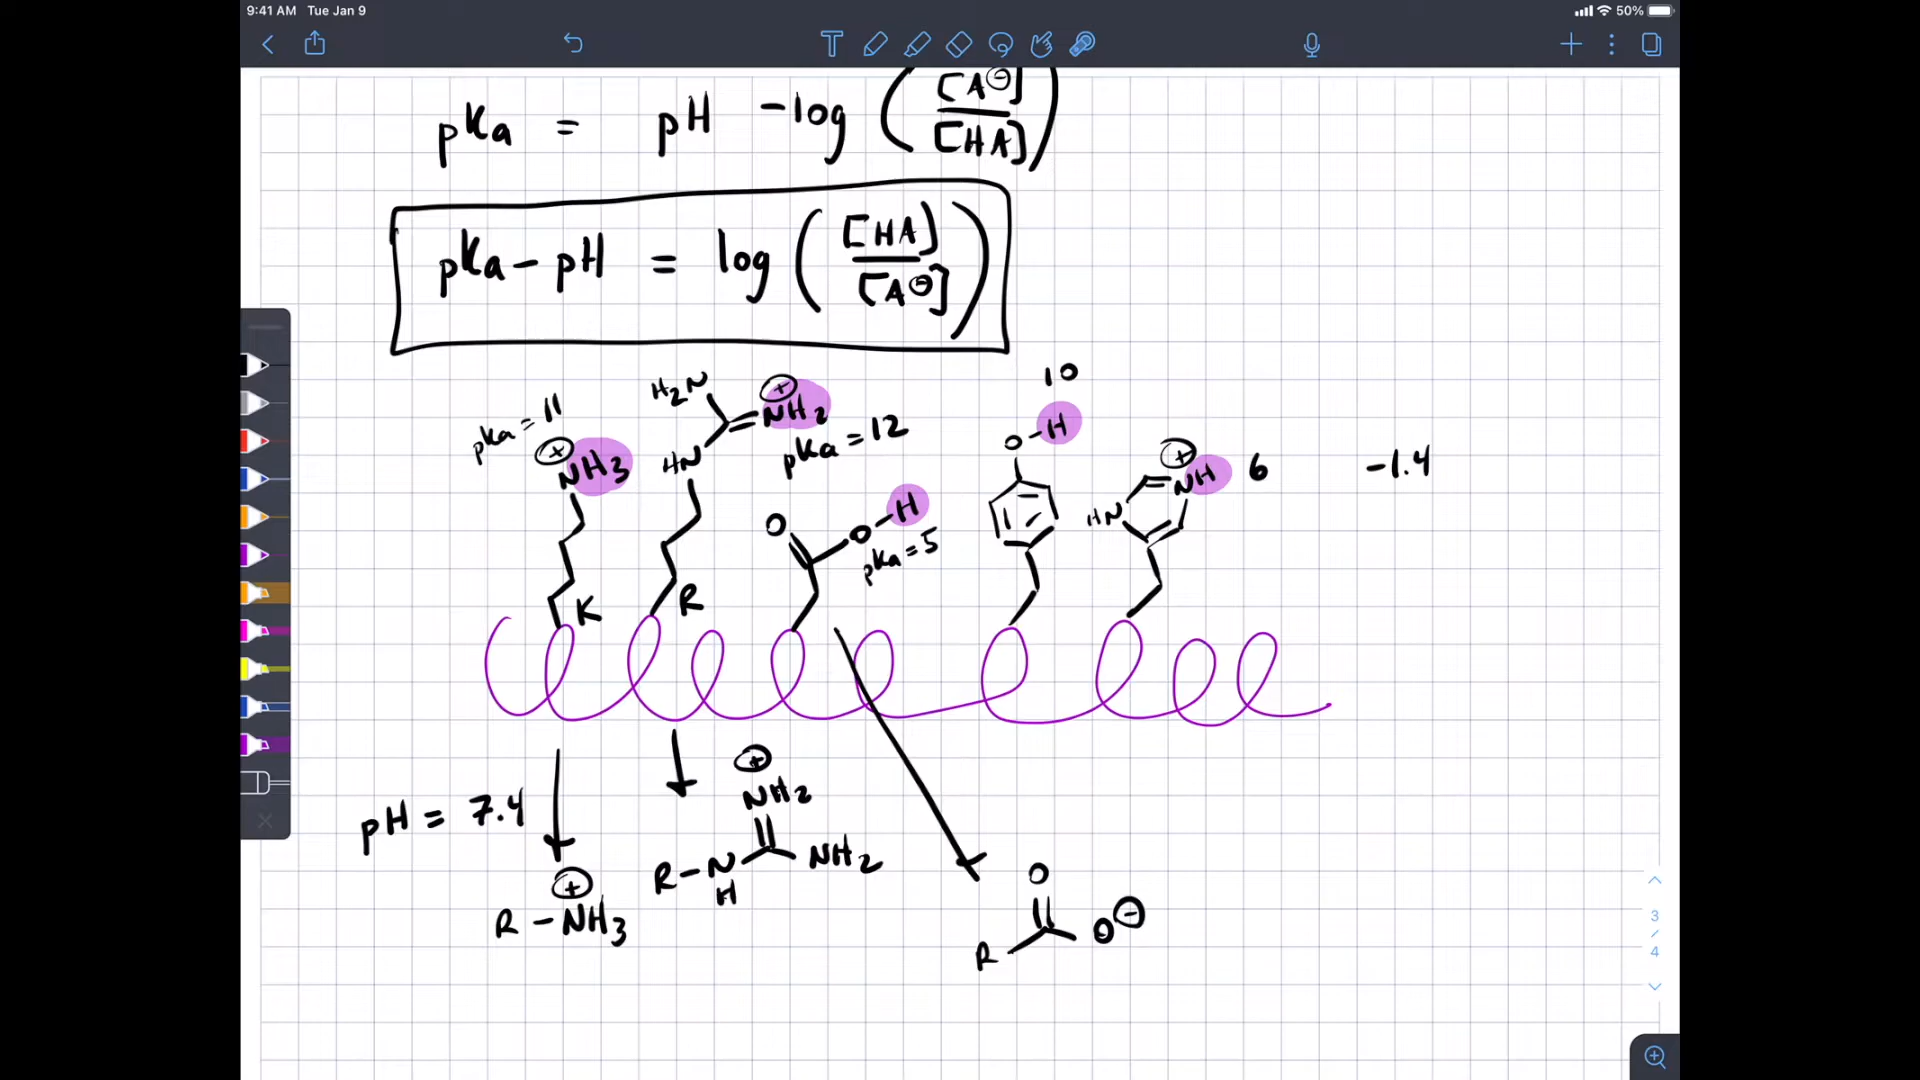 9:41 AM Tue Jan 9
50%
T
pKa = pH -log ([A⊖]/[HA])
pKa - pH = log ([HA]/[A⊖])
10
H2N
⊕
NH2
pKa = 11
pKa = 12
O-H
⊕
NH3
HN
⊕
NH
6
-1.4
O
O-H
HN
pKa = 5
K
R
pH = 7.4
⊕
NH2
R-N
H
NH2
⊕
R-NH3
O
R
O⊖
3
/
4